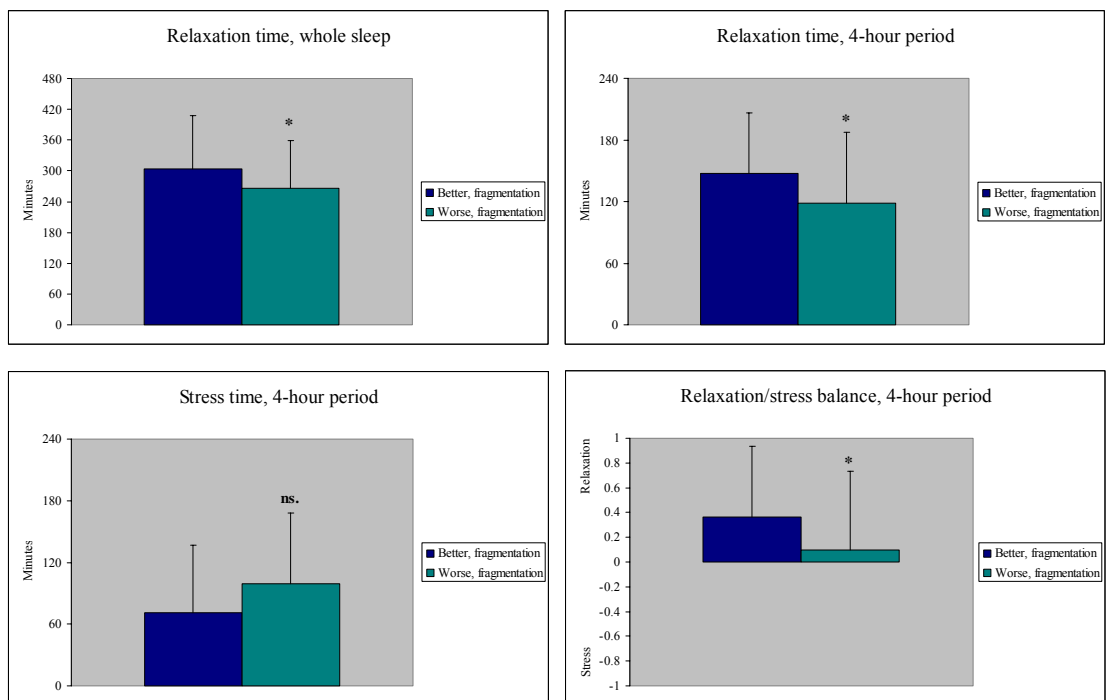 Relaxation time, whole sleep
480
420
360
300
240
180
120
60
0
Minutes
*
Better, fragmentation
Worse, fragmentation
Relaxation time, 4-hour period
240
180
120
60
0
Minutes
*
Better, fragmentation
Worse, fragmentation
Stress time, 4-hour period
240
180
120
60
0
Minutes
ns.
Better, fragmentation
Worse, fragmentation
Relaxation/stress balance, 4-hour period
1
0.8
0.6
0.4
0.2
0
-0.2
-0.4
-0.6
-0.8
-1
Relaxation
Stress
*
Better, fragmentation
Worse, fragmentation